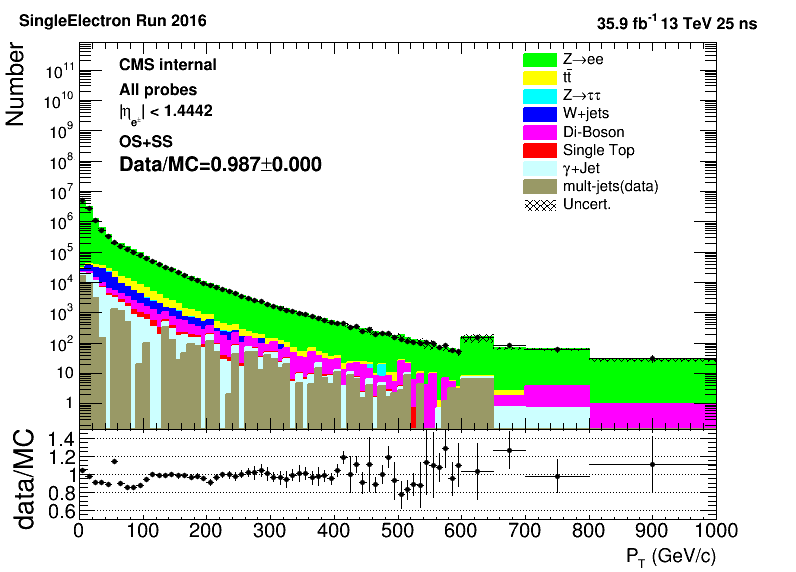 SingleElectron Run 2016
35.9 fb⁻¹ 13 TeV 25 ns
Number
CMS internal
All probes
|η_e±| < 1.4442
OS+SS
Data/MC=0.987±0.000
Z→ee
tt̄
Z→ττ
W+jets
Di-Boson
Single Top
γ+Jet
mult-jets(data)
Uncert.
10¹¹
10¹⁰
10⁹
10⁸
10⁷
10⁶
10⁵
10⁴
10³
10²
10
1
data/MC
1.4
1.2
1.0
0.8
0.6
0 100 200 300 400 500 600 700 800 900 1000
P_T (GeV/c)